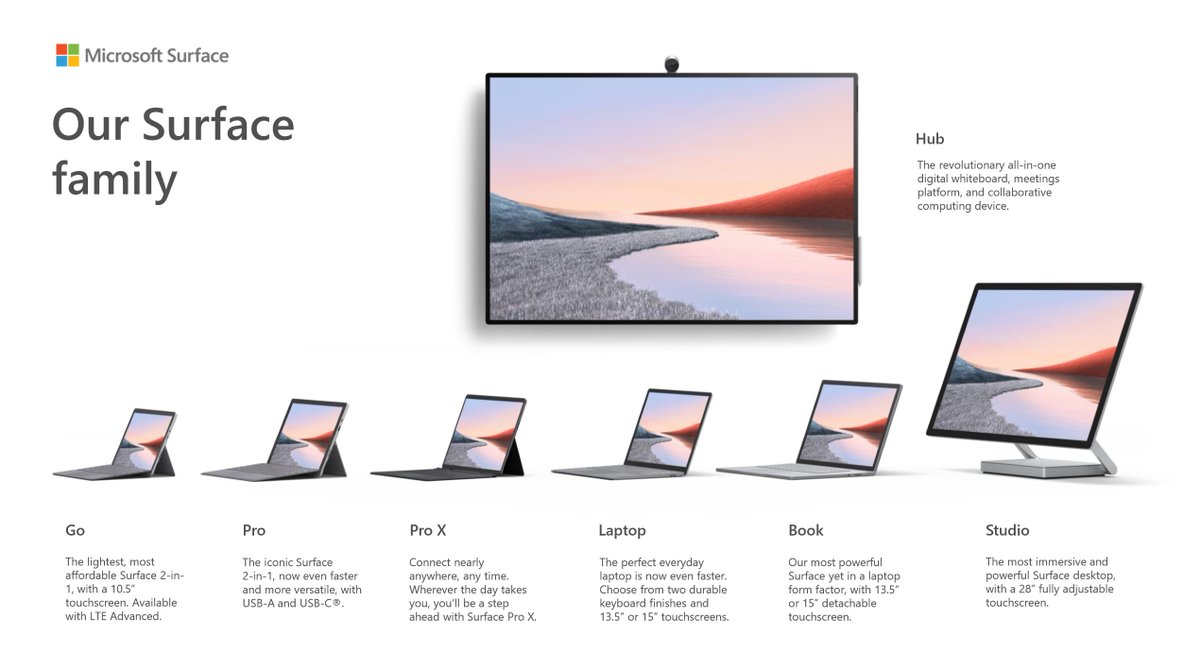 Microsoft Surface
Our Surface
family
Hub
The revolutionary all-in-one
digital whiteboard, meetings
platform, and collaborative
computing device.
Go
The lightest, most
affordable Surface 2-in-
1, with a 10.5”
touchscreen. Available
with LTE Advanced.
Pro
The iconic Surface
2-in-1, now even faster
and more versatile, with
USB-A and USB-C®.
Pro X
Connect nearly
anywhere, any time.
Wherever the day takes
you, you'll be a step
ahead with Surface Pro X.
Laptop
The perfect everyday
laptop is now even faster.
Choose from two durable
keyboard finishes and
13.5” or 15” touchscreens.
Book
Our most powerful
Surface yet in a laptop
form factor, with 13.5”
or 15” detachable
touchscreen.
Studio
The most immersive and
powerful Surface desktop,
with a 28” fully adjustable
touchscreen.